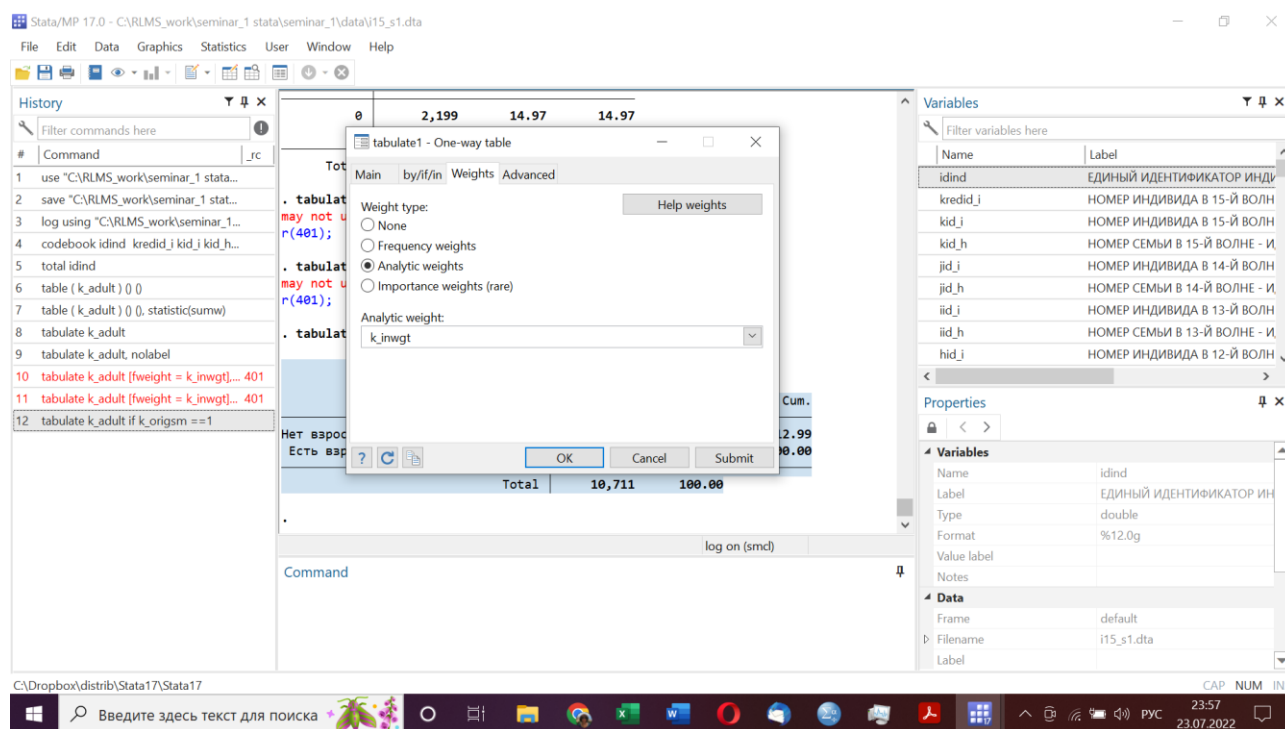 Stata/MP 17.0 - C:\RLMS_work\seminar_1 stata\seminar_1\data\i15_s1.dta
File Edit Data Graphics Statistics User Window Help
History
Filter commands here
# Command _rc
1 use "C:\RLMS_work\seminar_1 stata...
2 save "C:\RLMS_work\seminar_1 stat...
3 log using "C:\RLMS_work\seminar_1...
4 codebook idind kredid_i kid_i kid_h...
5 total idind
6 table ( k_adult ) () ()
7 table ( k_adult ) () (), statistic(sumw)
8 tabulate k_adult
9 tabulate k_adult, nolabel
10 tabulate k_adult [fweight = k_inwgt],... 401
11 tabulate k_adult [fweight = k_inwgt]... 401
12 tabulate k_adult if k_origsm ==1
0 2,199 14.97 14.97
Tot
. tabulat
may not u
r(401);
. tabulat
may not u
r(401);
. tabulat
Cum.
Нет взрос 12.99
Есть взр 00.00
Total 10,711 100.00
.
log on (smcl)
Command
tabulate1 - One-way table
Main by/if/in Weights Advanced
Weight type:
Help weights
None
Frequency weights
Analytic weights
Importance weights (rare)
Analytic weight:
k_inwgt
? OK Cancel Submit
Variables
Filter variables here
Name Label
idind ЕДИНЫЙ ИДЕНТИФИКАТОР ИНДИ
kredid_i НОМЕР ИНДИВИДА В 15-Й ВОЛН
kid_i НОМЕР ИНДИВИДА В 15-Й ВОЛН
kid_h НОМЕР СЕМЬИ В 15-Й ВОЛНЕ - И,
jid_i НОМЕР ИНДИВИДА В 14-Й ВОЛН
jid_h НОМЕР СЕМЬИ В 14-Й ВОЛНЕ - И,
iid_i НОМЕР ИНДИВИДА В 13-Й ВОЛН
iid_h НОМЕР СЕМЬИ В 13-Й ВОЛНЕ - И,
hid_i НОМЕР ИНДИВИДА В 12-Й ВОЛН
Properties
Variables
Name idind
Label ЕДИНЫЙ ИДЕНТИФИКАТОР ИН
Type double
Format %12.0g
Value label
Notes
Data
Frame default
Filename i15_s1.dta
Label
C:\Dropbox\distrib\Stata17\Stata17
CAP NUM IN
Введите здесь текст для поиска
РУС
23:57
23.07.2022